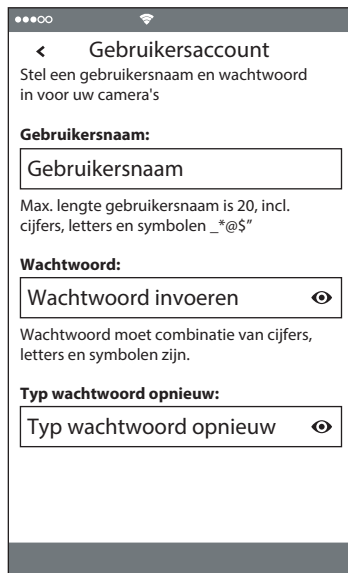 Gebruikersaccount
Stel een gebruikersnaam en wachtwoord
in voor uw camera's
Gebruikersnaam:
Gebruikersnaam
Max. lengte gebruikersnaam is 20, incl.
cijfers, letters en symbolen _*@$”
Wachtwoord:
Wachtwoord invoeren
Wachtwoord moet combinatie van cijfers,
letters en symbolen zijn.
Typ wachtwoord opnieuw:
Typ wachtwoord opnieuw